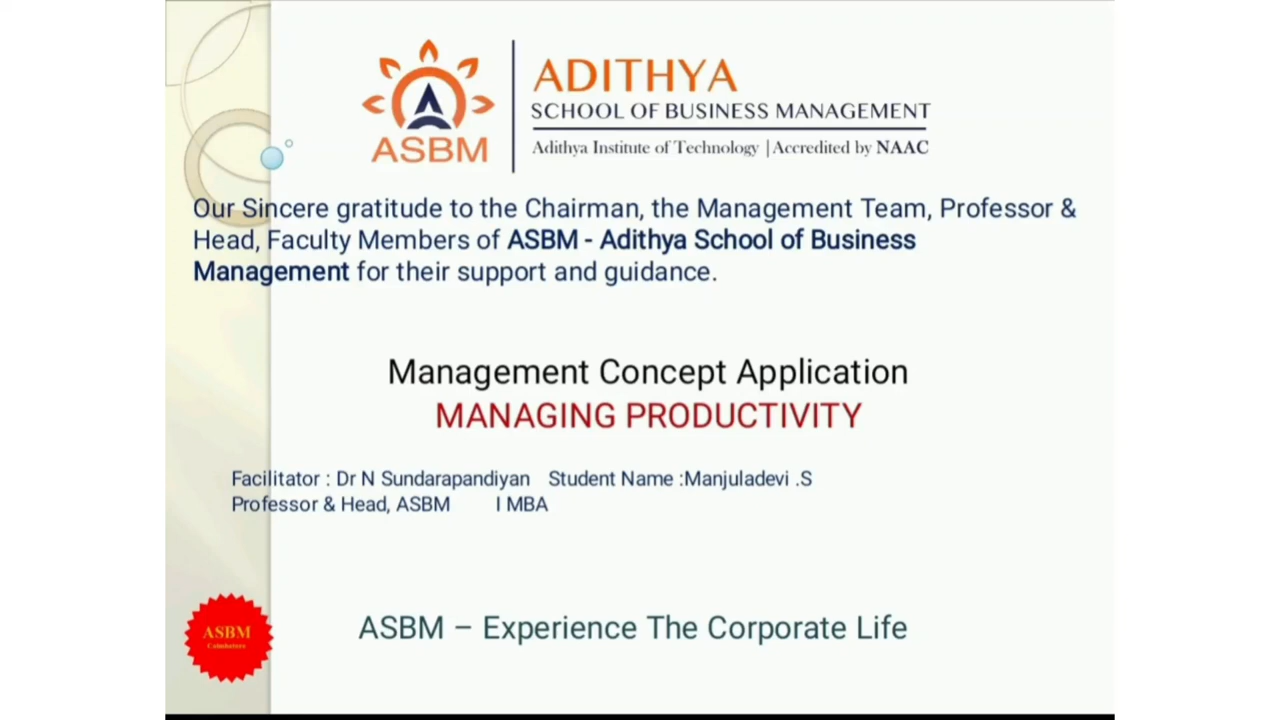 ASBM
ADITHYA
SCHOOL OF BUSINESS MANAGEMENT
Adithya Institute of Technology | Accredited by NAAC
Our Sincere gratitude to the Chairman, the Management Team, Professor &
Head, Faculty Members of ASBM - Adithya School of Business
Management for their support and guidance.
Management Concept Application
MANAGING PRODUCTIVITY
Facilitator : Dr N Sundarapandiyan Student Name :Manjuladevi .S
Professor & Head, ASBM I MBA
ASBM
Coimbatore
ASBM – Experience The Corporate Life